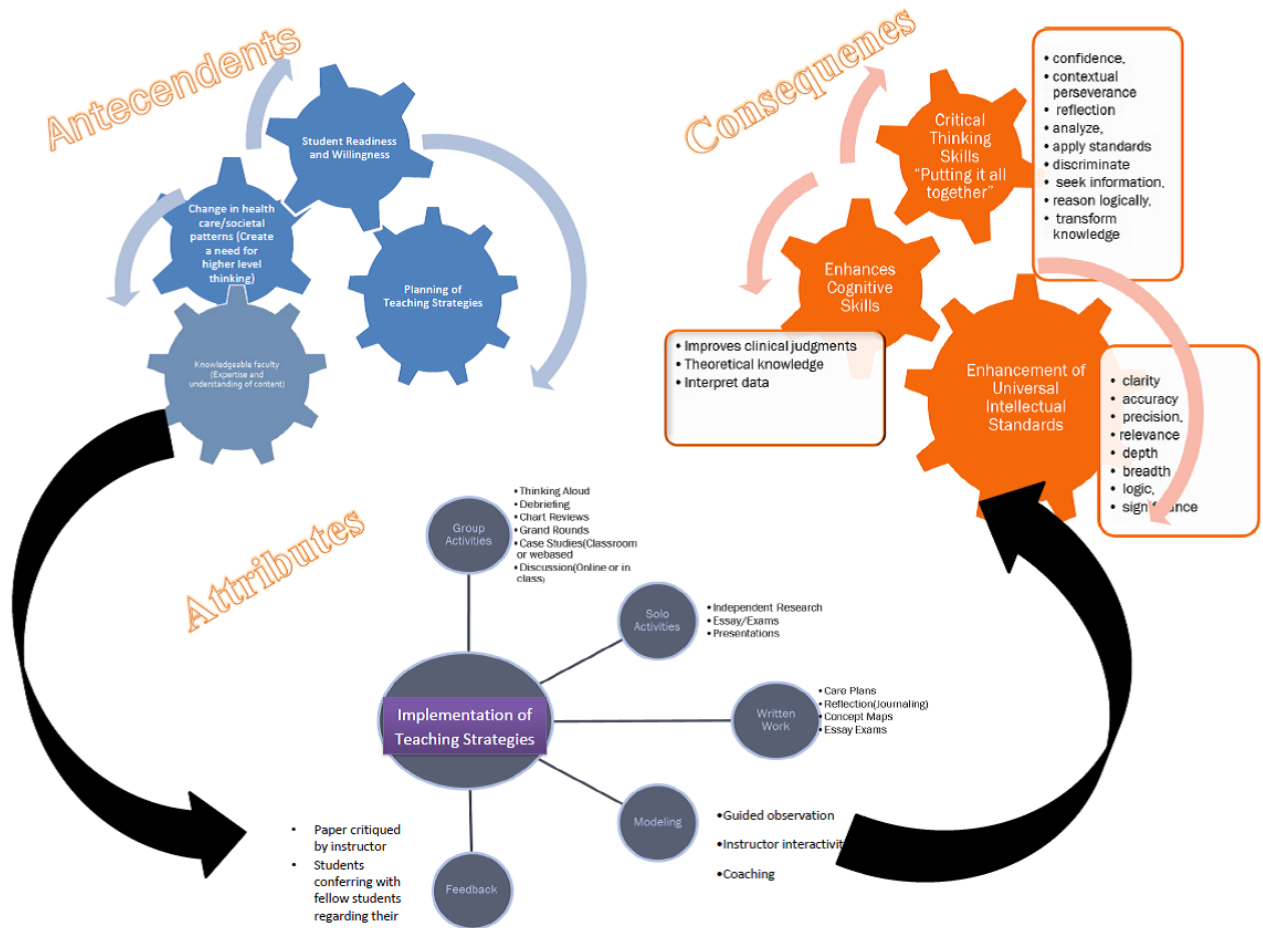 Antecendents
Student Readiness
and Willingness
Change in health
care/societal
patterns (Create
a need for
higher level
thinking)
Planning of
Teaching Strategies
Knowledgeable faculty
(Expertise and
understanding of content)
Consequenes
Critical
Thinking
Skills
“Putting it all
together”
• confidence,
• contextual
perseverance
• reflection
• analyze,
• apply standards
• discriminate
• seek information,
• reason logically,
• transform
knowledge
Enhances
Cognitive
Skills
• Improves clinical judgments
• Theoretical knowledge
• Interpret data
Enhancement of
Universal
Intellectual
Standards
• clarity
• accuracy
• precision,
• relevance
• depth
• breadth
• logic,
• significance
Attributes
Group
Activities
• Thinking Aloud
• Debriefing
• Chart Reviews
• Grand Rounds
• Case Studies(Classroom
or webased
• Discussion(Online or in
class)
Solo
Activities
• Independent Research
• Essay/Exams
• Presentations
Implementation of
Teaching Strategies
Written
Work
• Care Plans
• Reflection(Journaling)
• Concept Maps
• Essay Exams
Modeling
•Guided observation
•Instructor interactivit
•Coaching
Feedback
• Paper critiqued
by instructor
• Students
conferring with
fellow students
regarding their